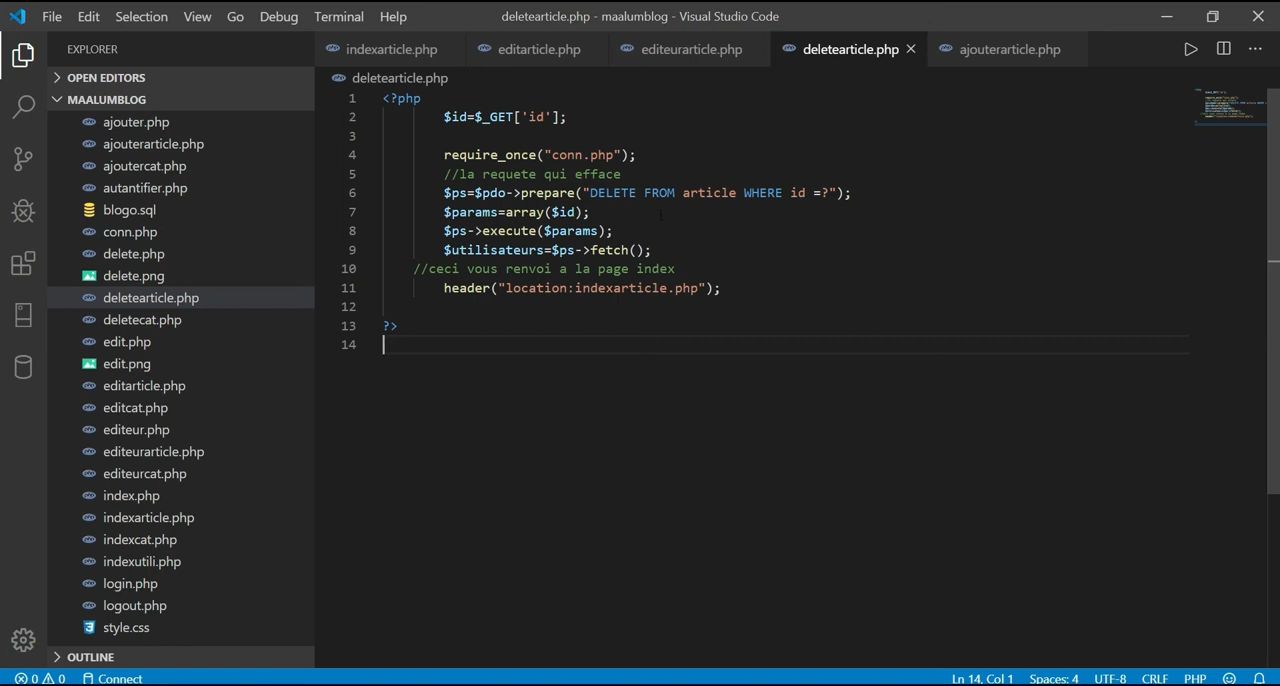 File Edit Selection View Go Debug Terminal Help deletearticle.php - maalumblog - Visual Studio Code
EXPLORER
indexarticle.php editarticle.php editeurarticle.php deletearticle.php ajouterarticle.php
OPEN EDITORS
MAALUMBLOG
ajouter.php
ajouterarticle.php
ajoutercat.php
autantifier.php
blogo.sql
conn.php
delete.php
delete.png
deletearticle.php
deletecat.php
edit.php
edit.png
editarticle.php
editcat.php
editeur.php
editeurarticle.php
editeurcat.php
index.php
indexarticle.php
indexcat.php
indexutili.php
login.php
logout.php
style.css
OUTLINE
deletearticle.php
1 <?php
2 $id=$_GET['id'];
3
4 require_once("conn.php");
5 //la requete qui efface
6 $ps=$pdo->prepare("DELETE FROM article WHERE id =?");
7 $params=array($id);
8 $ps->execute($params);
9 $utilisateurs=$ps->fetch();
10 //ceci vous renvoi a la page index
11 header("location:indexarticle.php");
12
13 ?>
14
0 0 Connect Ln 14, Col 1 Spaces: 4 UTF-8 CRLF PHP